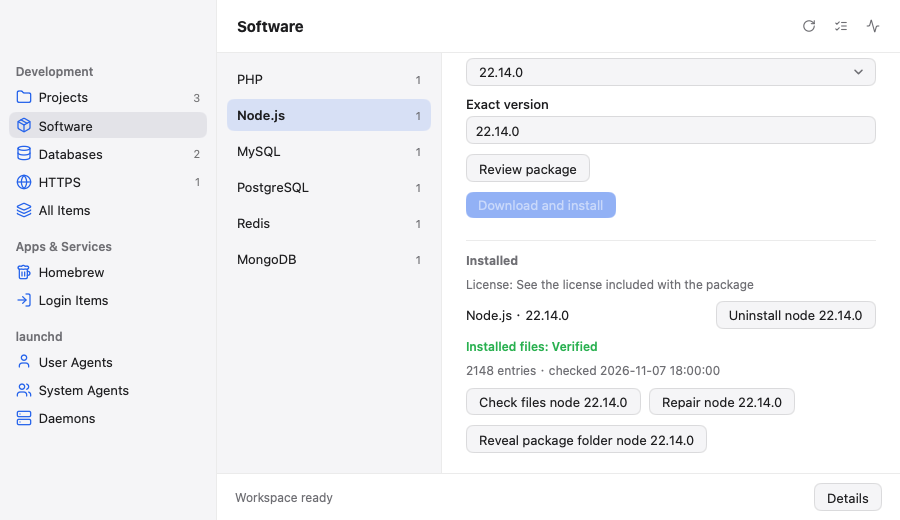 Software
Development
Projects 3
Software
Databases 2
HTTPS 1
All Items
Apps & Services
Homebrew
Login Items
launchd
User Agents
System Agents
Daemons
PHP 1
Node.js 1
MySQL 1
PostgreSQL 1
Redis 1
MongoDB 1
22.14.0
Exact version
22.14.0
Review package
Download and install
Installed
License: See the license included with the package
Node.js · 22.14.0
Uninstall node 22.14.0
Installed files: Verified
2148 entries · checked 2026-11-07 18:00:00
Check files node 22.14.0
Repair node 22.14.0
Reveal package folder node 22.14.0
Workspace ready
Details